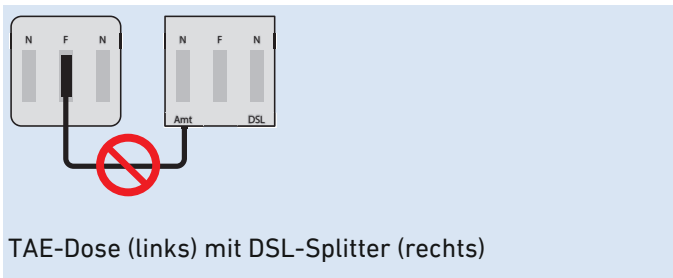 N F N N F N
Amt DSL
TAE-Dose (links) mit DSL-Splitter (rechts)